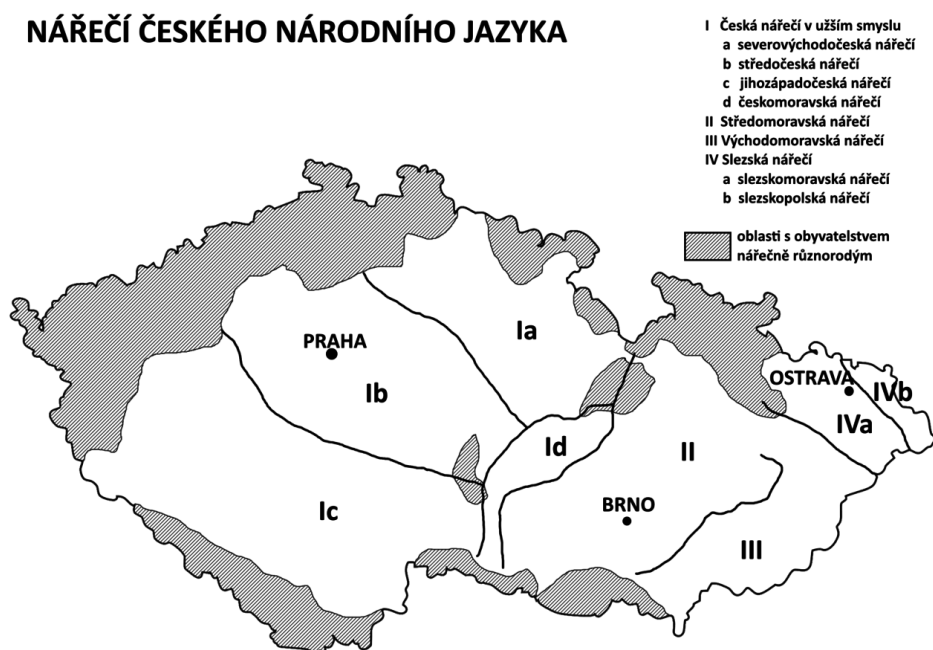 NÁŘEČÍ ČESKÉHO NÁRODNÍHO JAZYKA
I Česká nářečí v užším smyslu
a severovýchodočeská nářečí
b středočeská nářečí
c jihozápadočeská nářečí
d českomoravská nářečí
II Středomoravská nářečí
III Východomoravská nářečí
IV Slezská nářečí
a slezskomoravská nářečí
b slezskopolská nářečí
oblasti s obyvatelstvem
nářečně různorodým
Ia
PRAHA
Ib
OSTRAVA
IVb
IVa
Id
II
Ic
BRNO
III